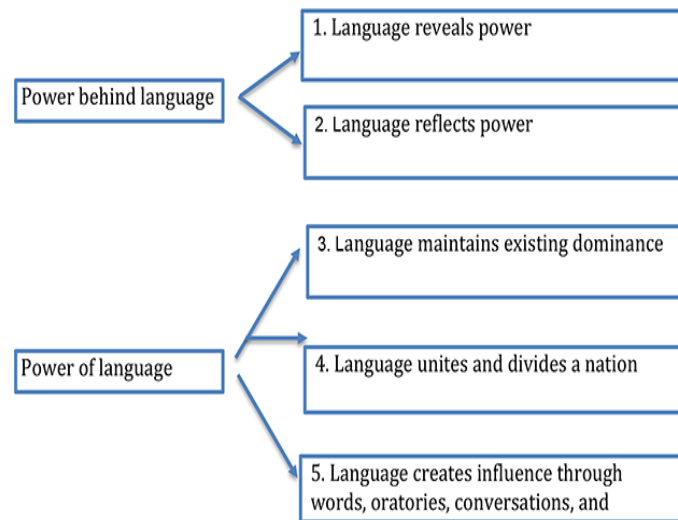 Power behind language
1. Language reveals power
2. Language reflects power
Power of language
3. Language maintains existing dominance
4. Language unites and divides a nation
5. Language creates influence through
words, oratories, conversations, and